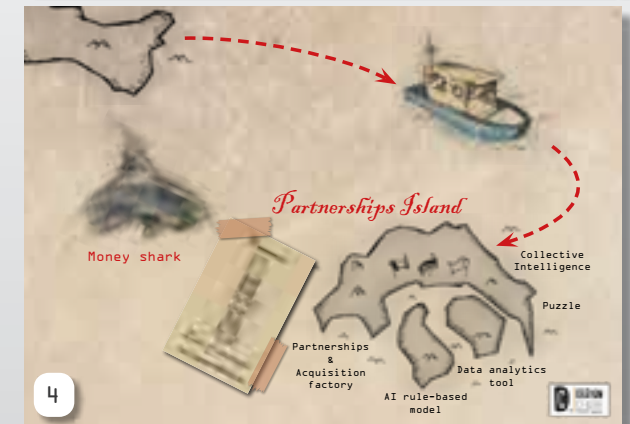 Partnerships Island
Money shark
Collective
Intelligence
Puzzle
Partnerships
&
Acquisition
factory
Data analytics
tool
AI rule-based
model
4